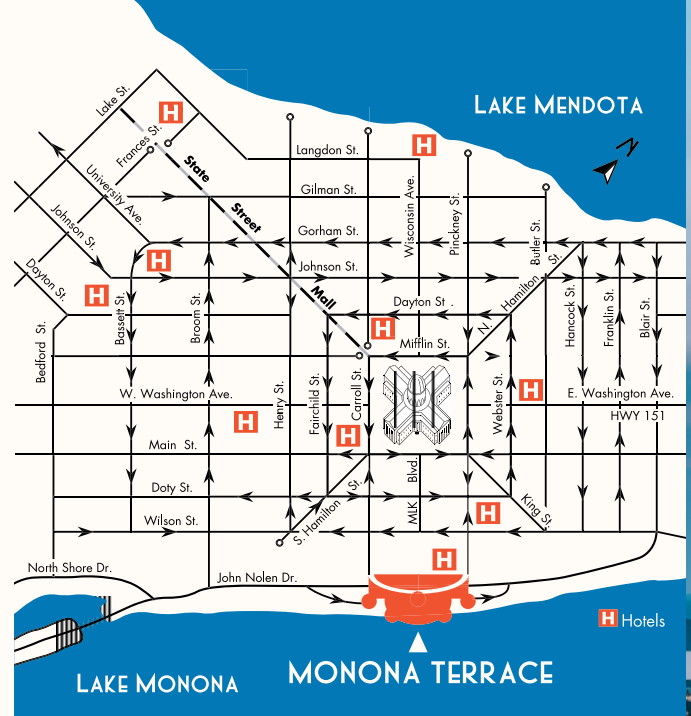 LAKE MENDOTA
N
Lake St.
H
Frances St.
State
Street
Mall
Langdon St.
H
University Ave.
Gilman St.
Wisconsin Ave.
Pinckney St.
Butler St.
Johnson St.
Gorham St.
H
Johnson St.
Dayton St.
H
Bassett St.
Broom St.
Dayton St .
N. Hamilton St.
Hancock St.
Franklin St.
Blair St.
Bedford St.
H
Mifflin St.
W. Washington Ave.
Henry St.
Fairchild St.
Carroll St.
Webster St.
H
E. Washington Ave.
HWY 151
H
H
Main St.
Doty St.
S. Hamilton St.
MLK Blvd.
King St.
H
Wilson St.
North Shore Dr.
John Nolen Dr.
H
H Hotels
MONONA TERRACE
LAKE MONONA